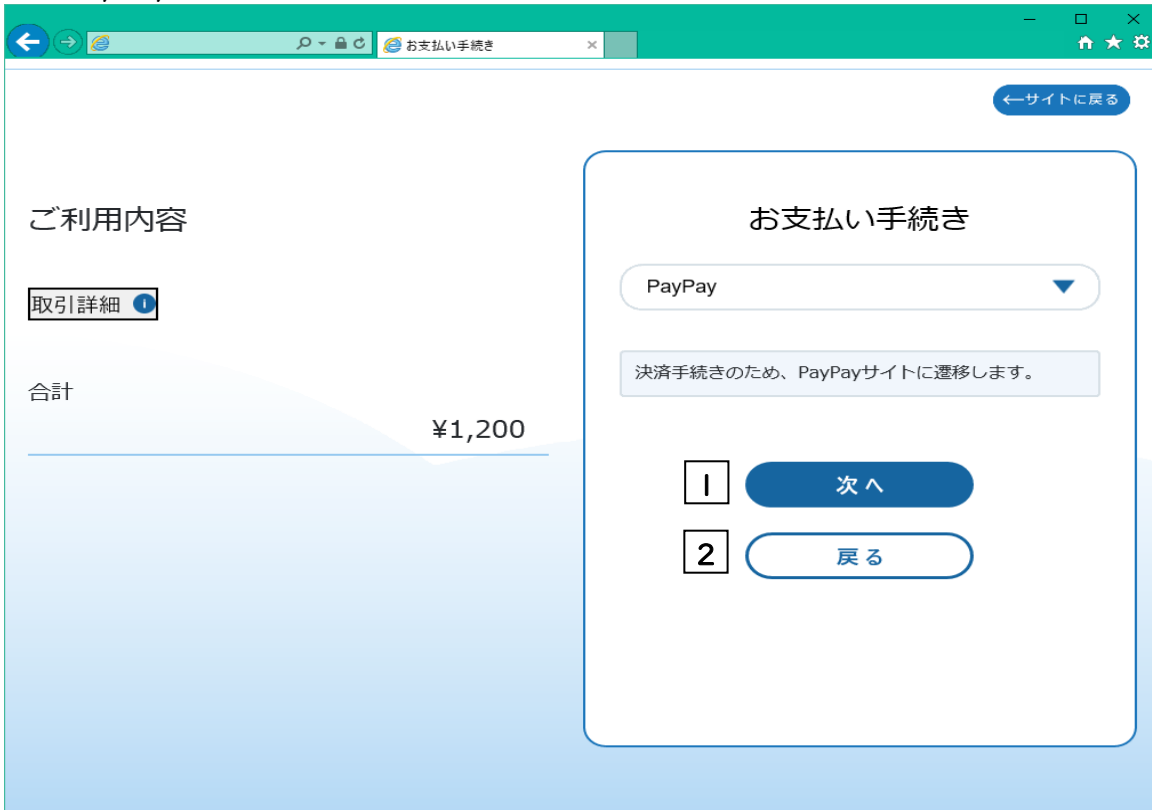 お支払い手続き
←サイトに戻る
ご利用内容
取引詳細 i
合計
¥1,200
お支払い手続き
PayPay
決済手続きのため、PayPayサイトに遷移します。
1 次へ
2 戻る